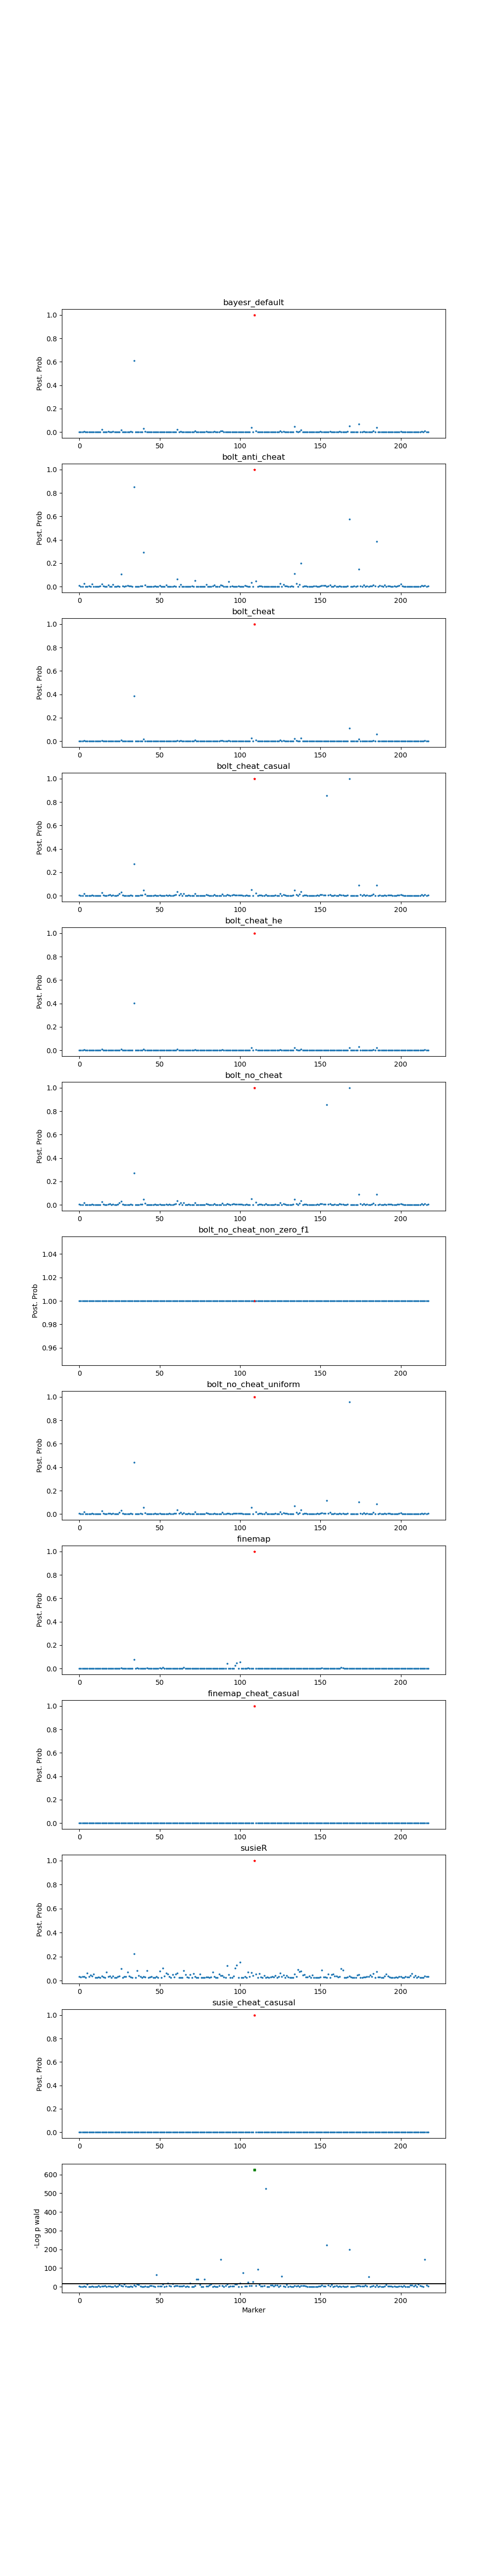 bayesr_default
1.0
0.8
0.6
0.4
0.2
0.0
Post. Prob
0 50 100 150 200
bolt_anti_cheat
1.0
0.8
0.6
0.4
0.2
0.0
Post. Prob
0 50 100 150 200
bolt_cheat
1.0
0.8
0.6
0.4
0.2
0.0
Post. Prob
0 50 100 150 200
bolt_cheat_casual
1.0
0.8
0.6
0.4
0.2
0.0
Post. Prob
0 50 100 150 200
bolt_cheat_he
1.0
0.8
0.6
0.4
0.2
0.0
Post. Prob
0 50 100 150 200
bolt_no_cheat
1.0
0.8
0.6
0.4
0.2
0.0
Post. Prob
0 50 100 150 200
bolt_no_cheat_non_zero_f1
1.04
1.02
1.00
0.98
0.96
Post. Prob
0 50 100 150 200
bolt_no_cheat_uniform
1.0
0.8
0.6
0.4
0.2
0.0
Post. Prob
0 50 100 150 200
finemap
1.0
0.8
0.6
0.4
0.2
0.0
Post. Prob
0 50 100 150 200
finemap_cheat_casual
1.0
0.8
0.6
0.4
0.2
0.0
Post. Prob
0 50 100 150 200
susieR
1.0
0.8
0.6
0.4
0.2
0.0
Post. Prob
0 50 100 150 200
susie_cheat_casusal
1.0
0.8
0.6
0.4
0.2
0.0
Post. Prob
0 50 100 150 200
600
500
400
300
200
100
0
-Log p wald
0 50 100 150 200
Marker